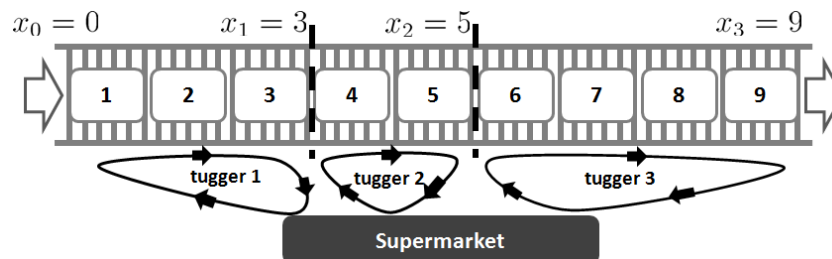 x₀ = 0 x₁ = 3 x₂ = 5 x₃ = 9
1 2 3 4 5 6 7 8 9
tugger 1 tugger 2 tugger 3
Supermarket